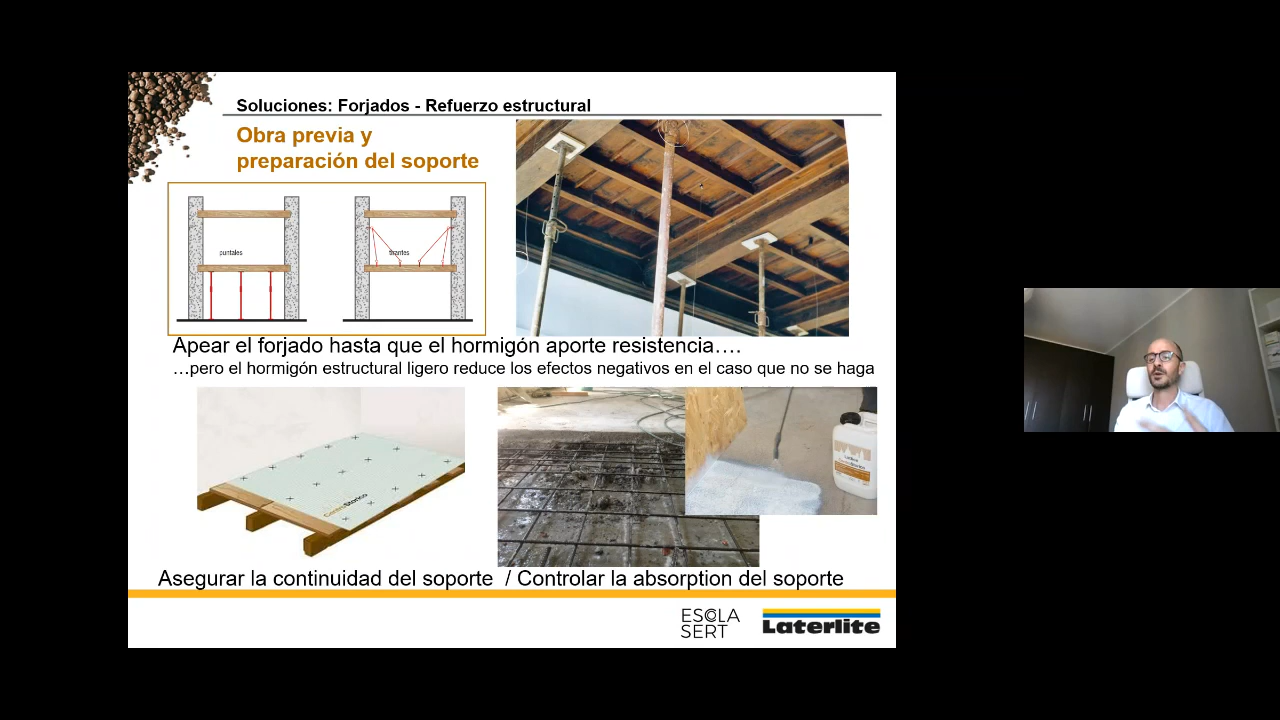 Soluciones: Forjados - Refuerzo estructural
Obra previa y
preparación del soporte
puntales
tirantes
Apear el forjado hasta que el hormigón aporte resistencia….
…pero el hormigón estructural ligero reduce los efectos negativos en el caso que no se haga
CentroStorico
Asegurar la continuidad del soporte / Controlar la absorption del soporte
ESCOLA
SERT
Laterlite